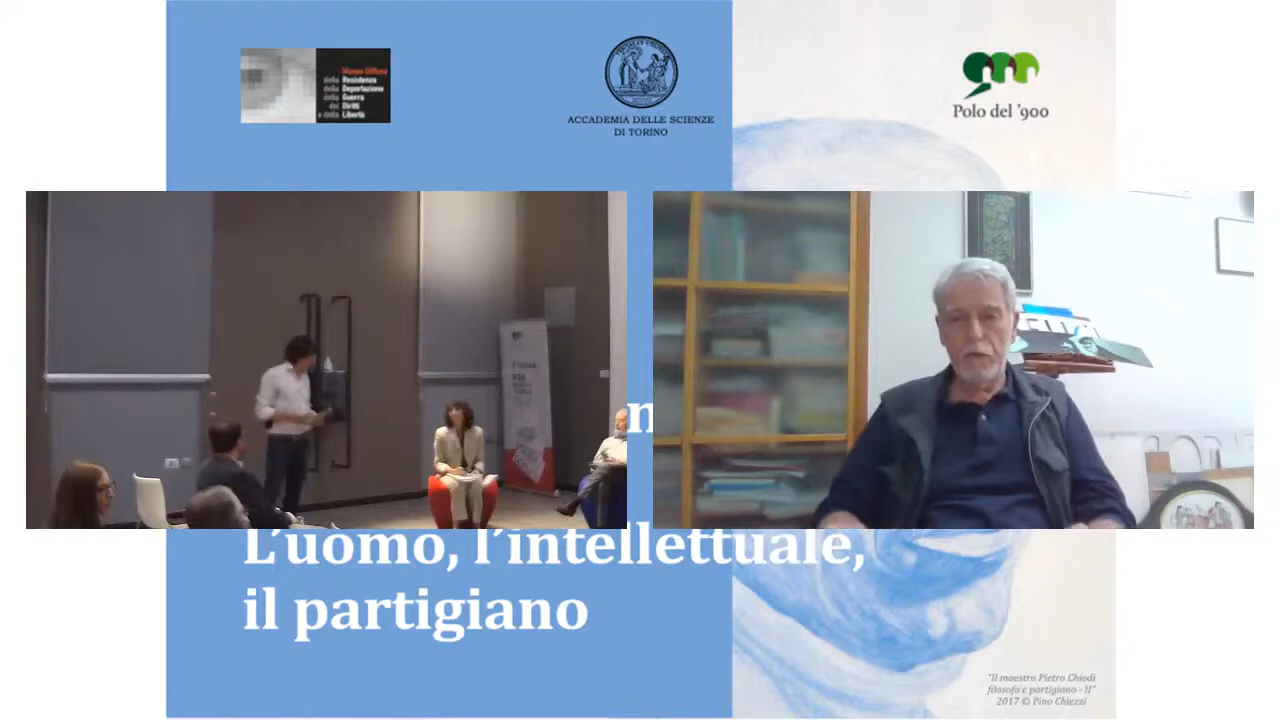 Museo Diffuso
della Resistenza
della Deportazione
della Guerra
dei Diritti
e della Libertà
ACCADEMIA DELLE SCIENZE
DI TORINO
Polo del '900
n
L'uomo, l'intellettuale,
il partigiano
"Il maestro Pietro Chiodi
filosofo e partigiano - II"
2017 © Pino Chiezzi